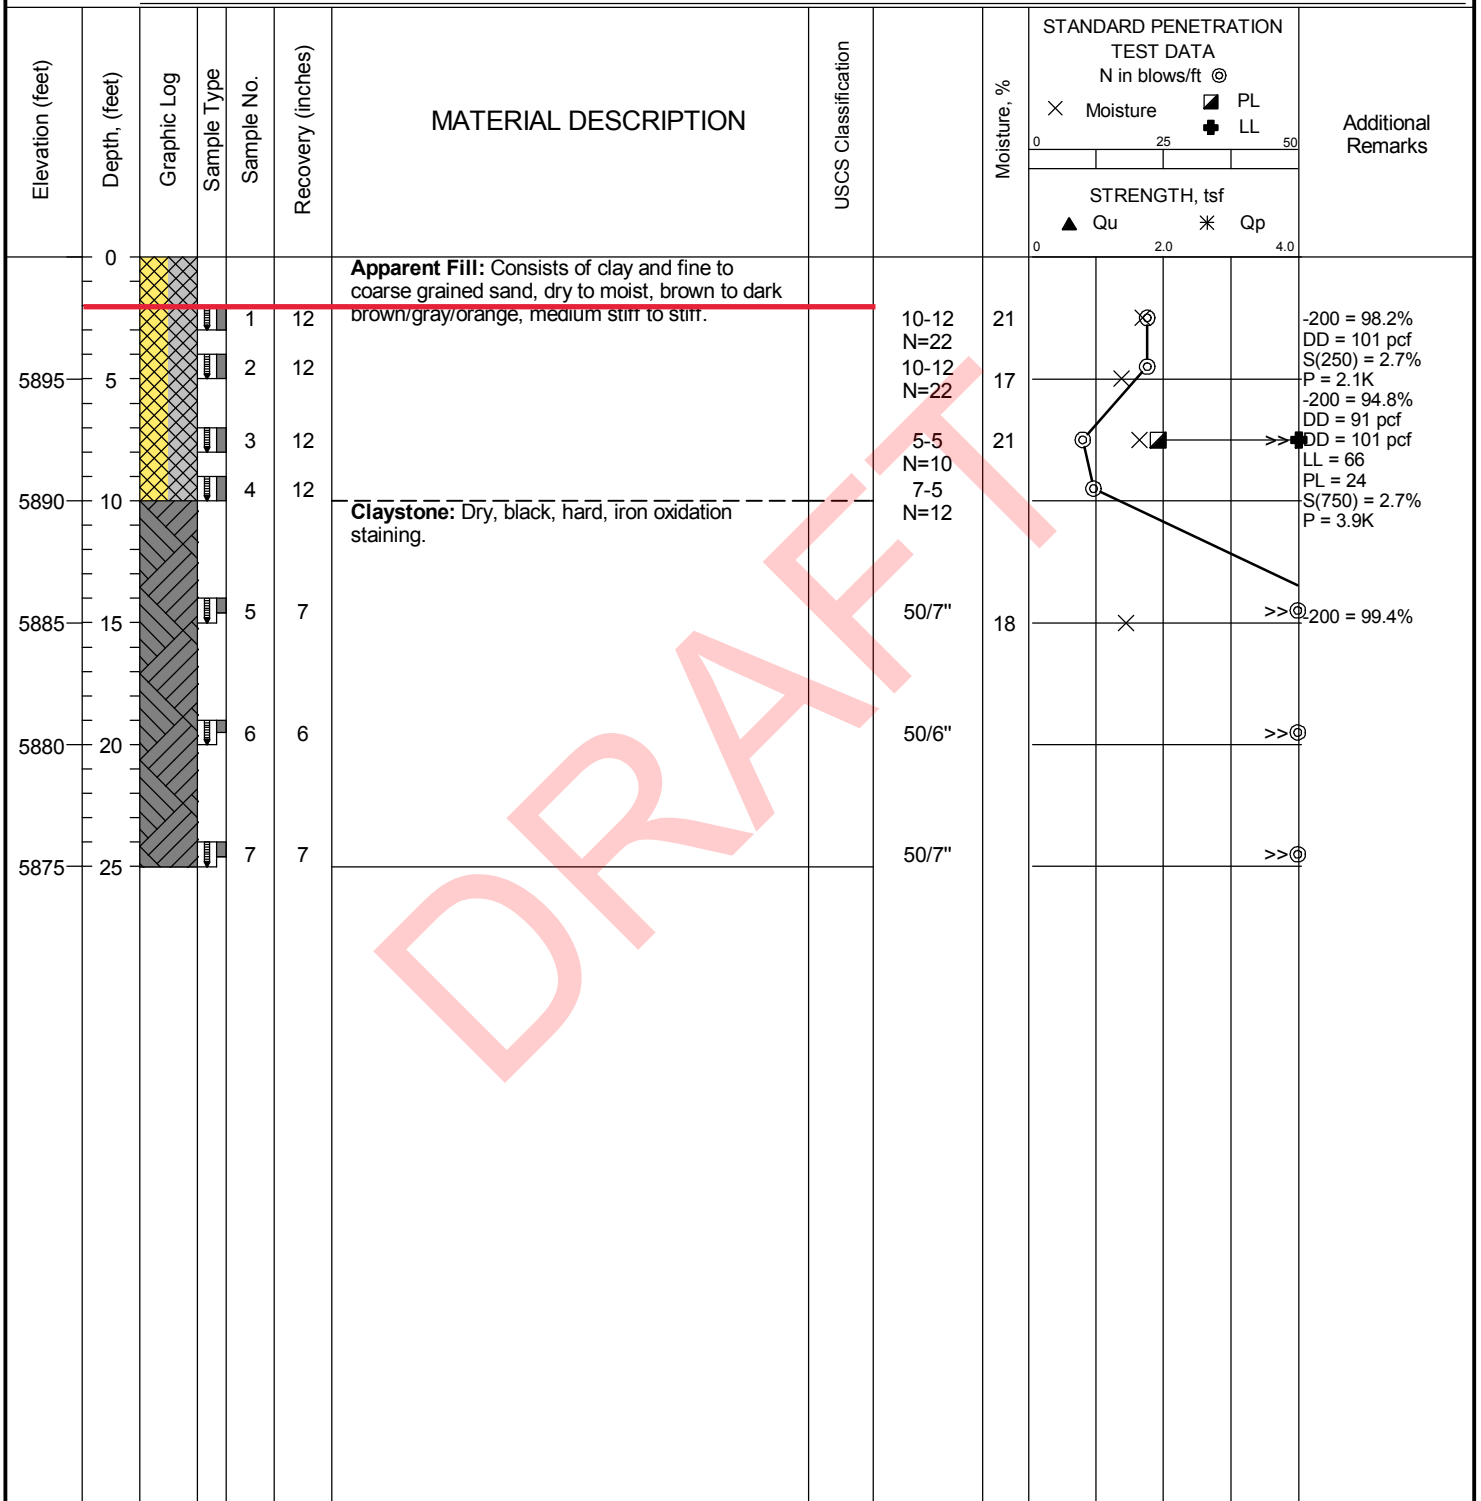 Elevation (feet)
Depth, (feet)
Graphic Log
Sample Type
Sample No.
Recovery (inches)
MATERIAL DESCRIPTION
USCS Classification
Moisture, %
STANDARD PENETRATION
TEST DATA
N in blows/ft
Moisture
PL
LL
0 25 50
STRENGTH, tsf
Qu Qp
0 2.0 4.0
Additional
Remarks
0
Apparent Fill: Consists of clay and fine to
coarse grained sand, dry to moist, brown to dark
brown/gray/orange, medium stiff to stiff.
1 12 10-12 21 -200 = 98.2%
N=22 DD = 101 pcf
2 12 10-12 S(250) = 2.7%
5895 5 N=22 17 P = 2.1K
-200 = 94.8%
DD = 91 pcf
3 12 5-5 21 >> DD = 101 pcf
N=10 LL = 66
4 12 7-5 PL = 24
5890 10 N=12 S(750) = 2.7%
P = 3.9K
Claystone: Dry, black, hard, iron oxidation
staining.
5 7 50/7" >> -200 = 99.4%
5885 15 18
6 6 50/6" >>
5880 20
7 7 50/7" >>
5875 25
DRAFT